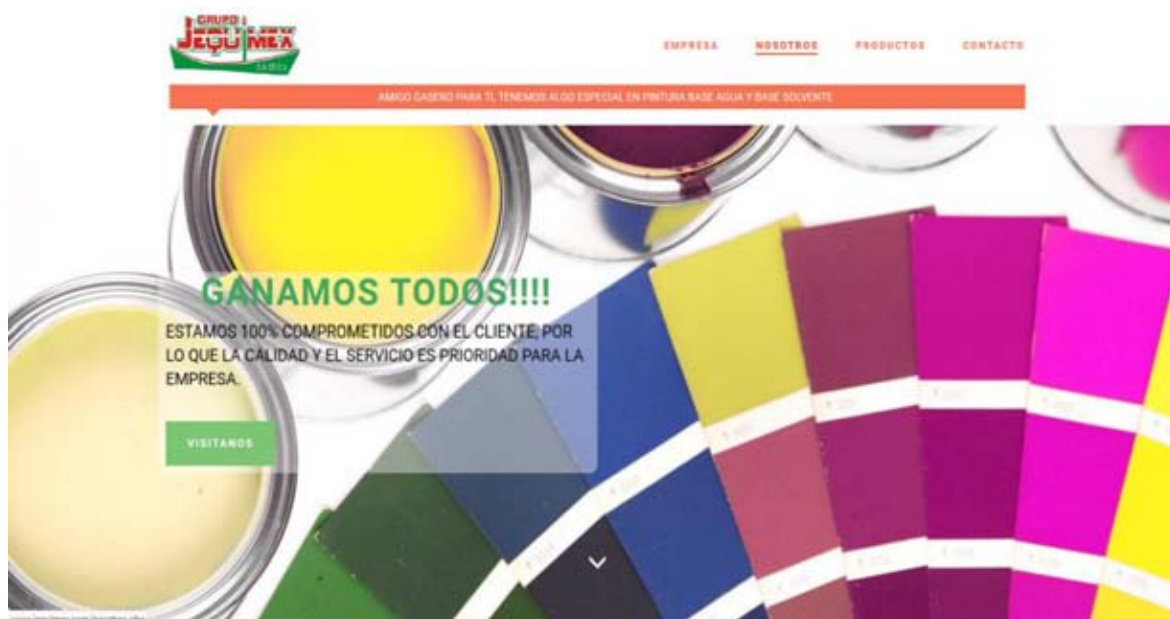 GRUPO
JEQUIMEX
EMPRESA NOSOTROS PRODUCTOS CONTACTO
AMIGO GASERO PARA TI, TENEMOS ALGO ESPECIAL EN PINTURA BASE AGUA Y BASE SOLVENTE
GANAMOS TODOS!!!!
ESTAMOS 100% COMPROMETIDOS CON EL CLIENTE, POR
LO QUE LA CALIDAD Y EL SERVICIO ES PRIORIDAD PARA LA
EMPRESA.
VISITANOS